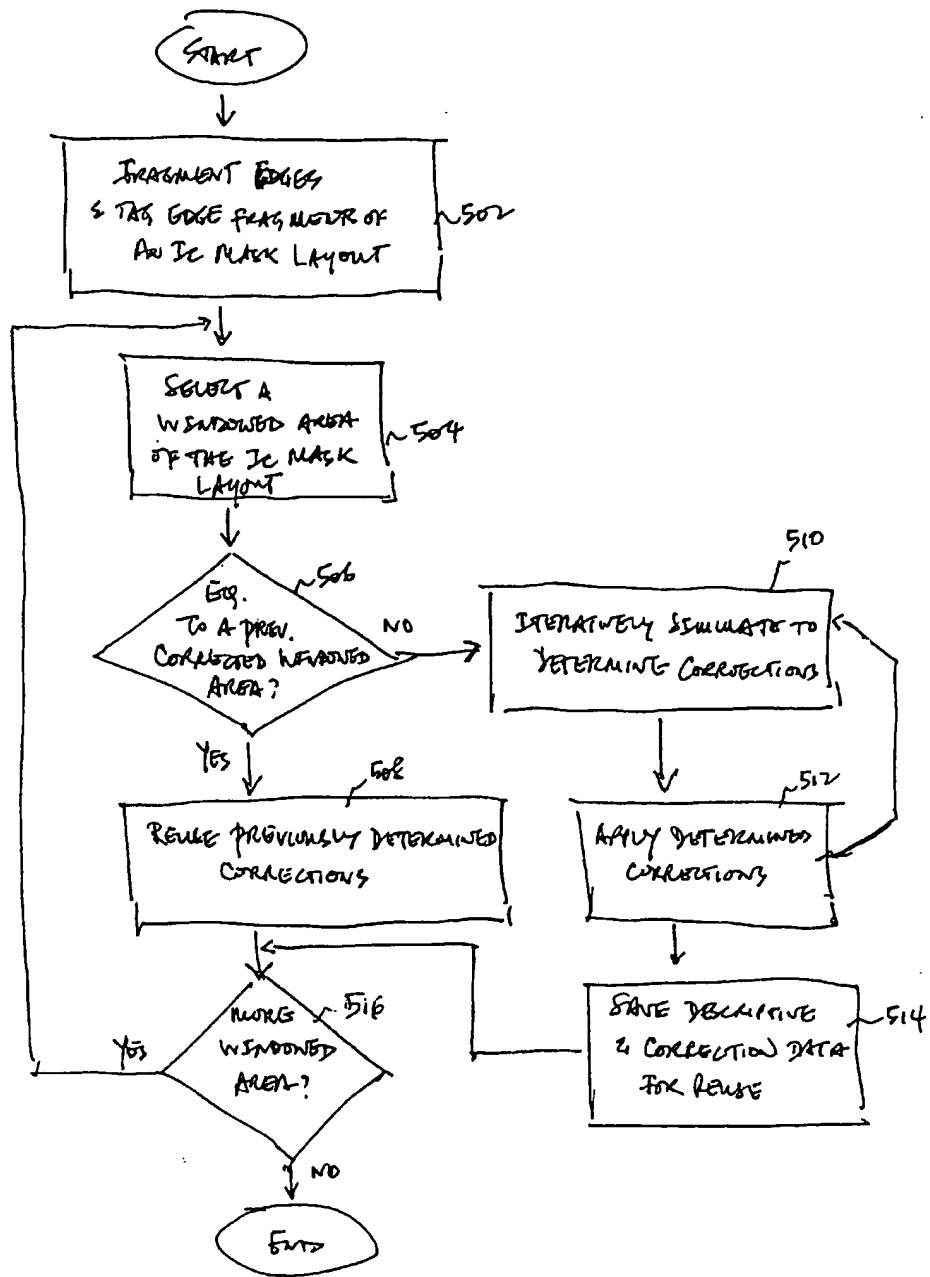 START
FRAGMENT EDGES
& TAG EDGE FRAGMENTS OF
AN IC MASK LAYOUT
502
SELECT A
WINDOWED AREA
OF THE IC MASK
LAYOUT
504
EQ.
TO A PREV.
CORRECTED WINDOWED
AREA?
506
NO
YES
ITERATIVELY SIMULATE TO
DETERMINE CORRECTIONS
510
REUSE PREVIOUSLY DETERMINED
CORRECTIONS
508
APPLY DETERMINED
CORRECTIONS
512
SAVE DESCRIPTIVE
& CORRECTION DATA
FOR REUSE
514
MORE
WINDOWED
AREA?
516
YES
NO
END